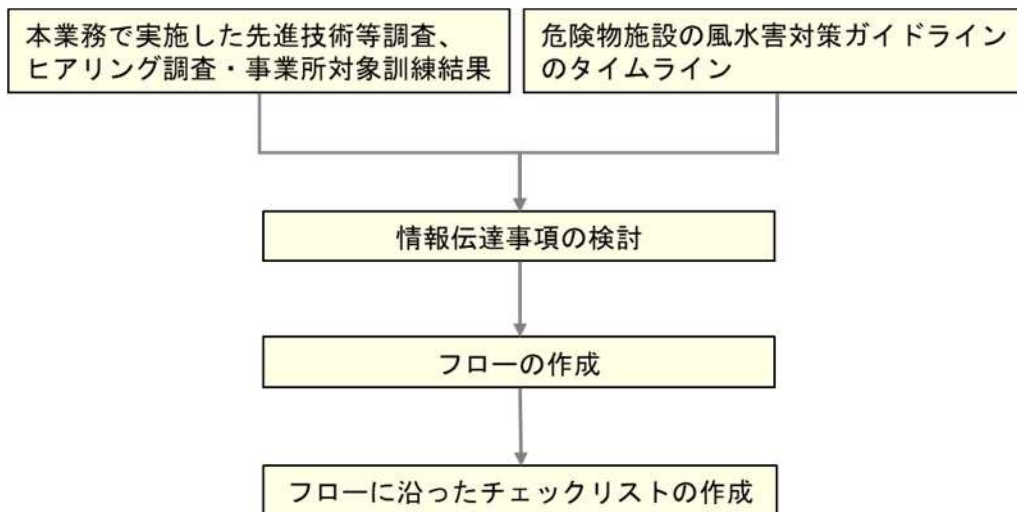 本業務で実施した先進技術等調査、
ヒアリング調査・事業所対象訓練結果
危険物施設の風水害対策ガイドライン
のタイムライン
情報伝達事項の検討
フローの作成
フローに沿ったチェックリストの作成